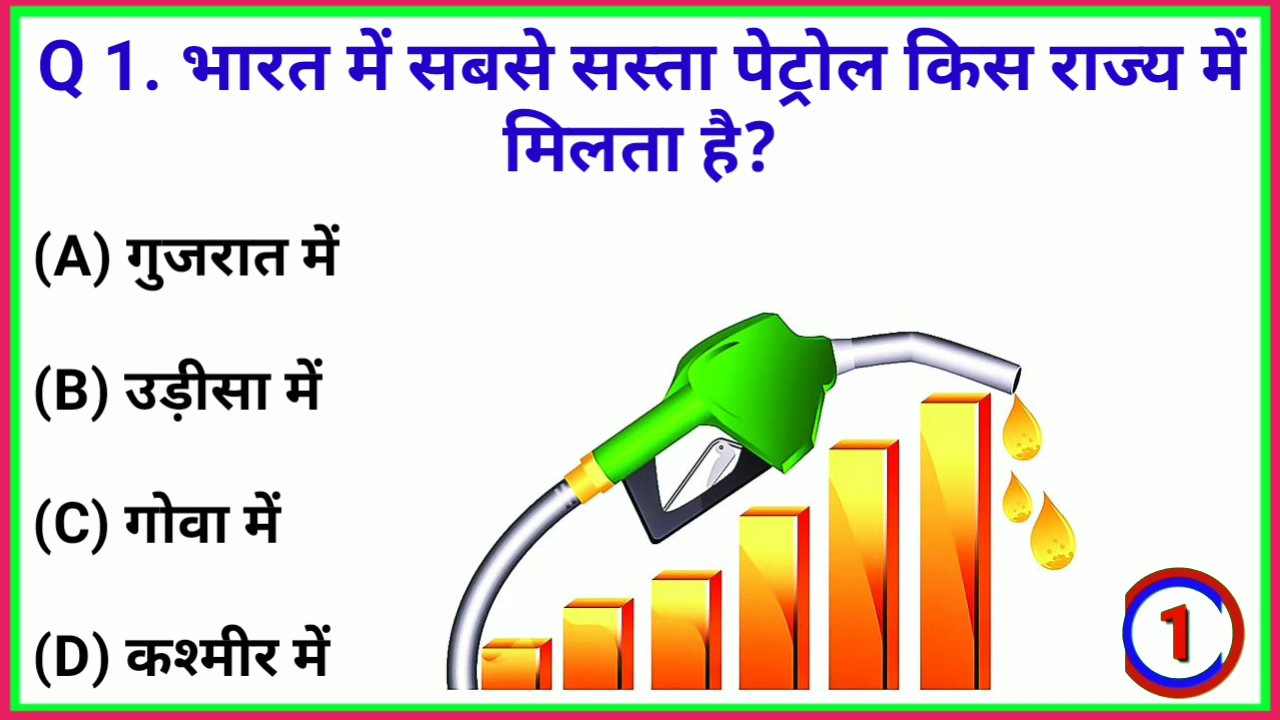 Q 1. भारत में सबसे सस्ता पेट्रोल किस राज्य में
मिलता है?
(A) गुजरात में
(B) उड़ीसा में
(C) गोवा में
(D) कश्मीर में
1